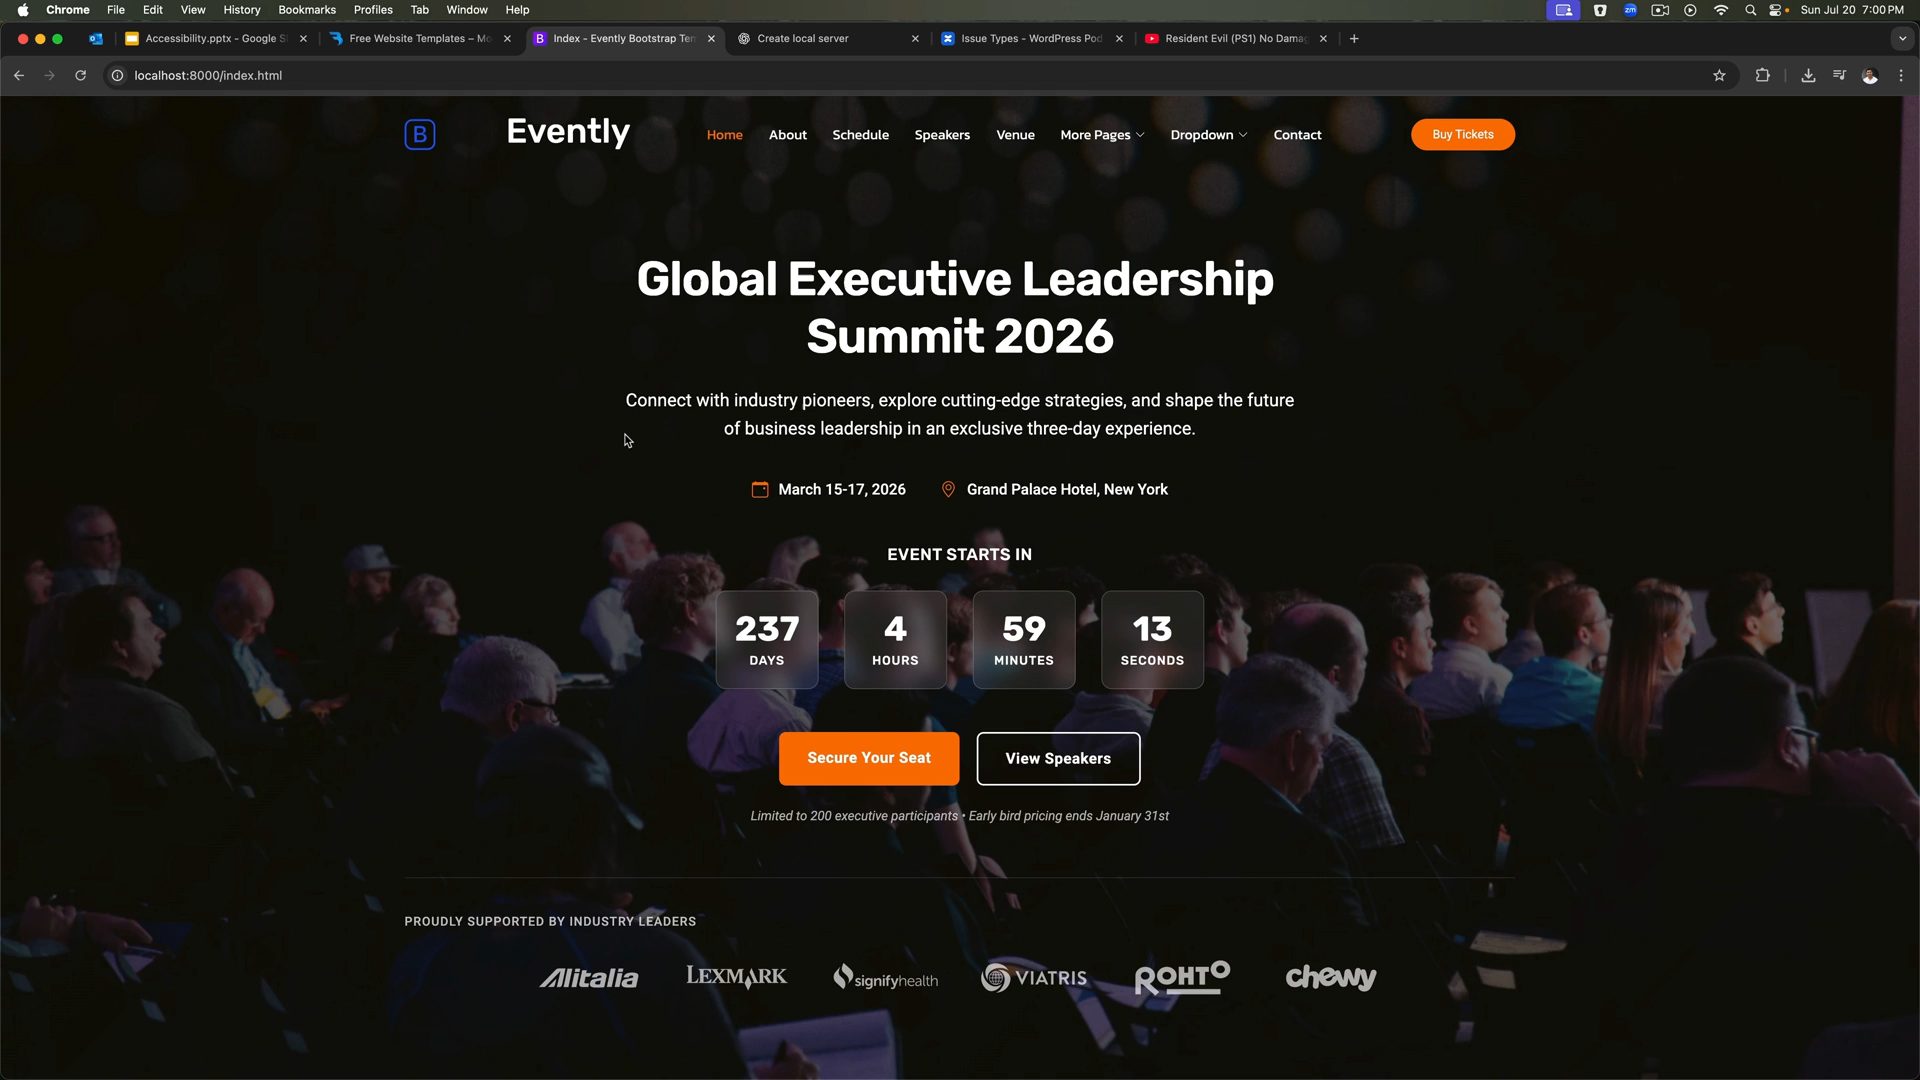 Chrome File Edit View History Bookmarks Profiles Tab Window Help
zm
Sun Jul 20 7:00 PM
Accessibility.pptx - Google S
Free Website Templates – Mo
B Index - Evently Bootstrap Tem
Create local server
Issue Types - WordPress Pod
Resident Evil (PS1) No Damag
localhost:8000/index.html
B
Evently
Home About Schedule Speakers Venue More Pages Dropdown Contact
Buy Tickets
Global Executive Leadership
Summit 2026
Connect with industry pioneers, explore cutting-edge strategies, and shape the future
of business leadership in an exclusive three-day experience.
March 15-17, 2026
Grand Palace Hotel, New York
EVENT STARTS IN
237 4 59 13
DAYS HOURS MINUTES SECONDS
Secure Your Seat
View Speakers
Limited to 200 executive participants • Early bird pricing ends January 31st
PROUDLY SUPPORTED BY INDUSTRY LEADERS
Alitalia LEXMARK signifyhealth VIATRIS ROHTO chewy